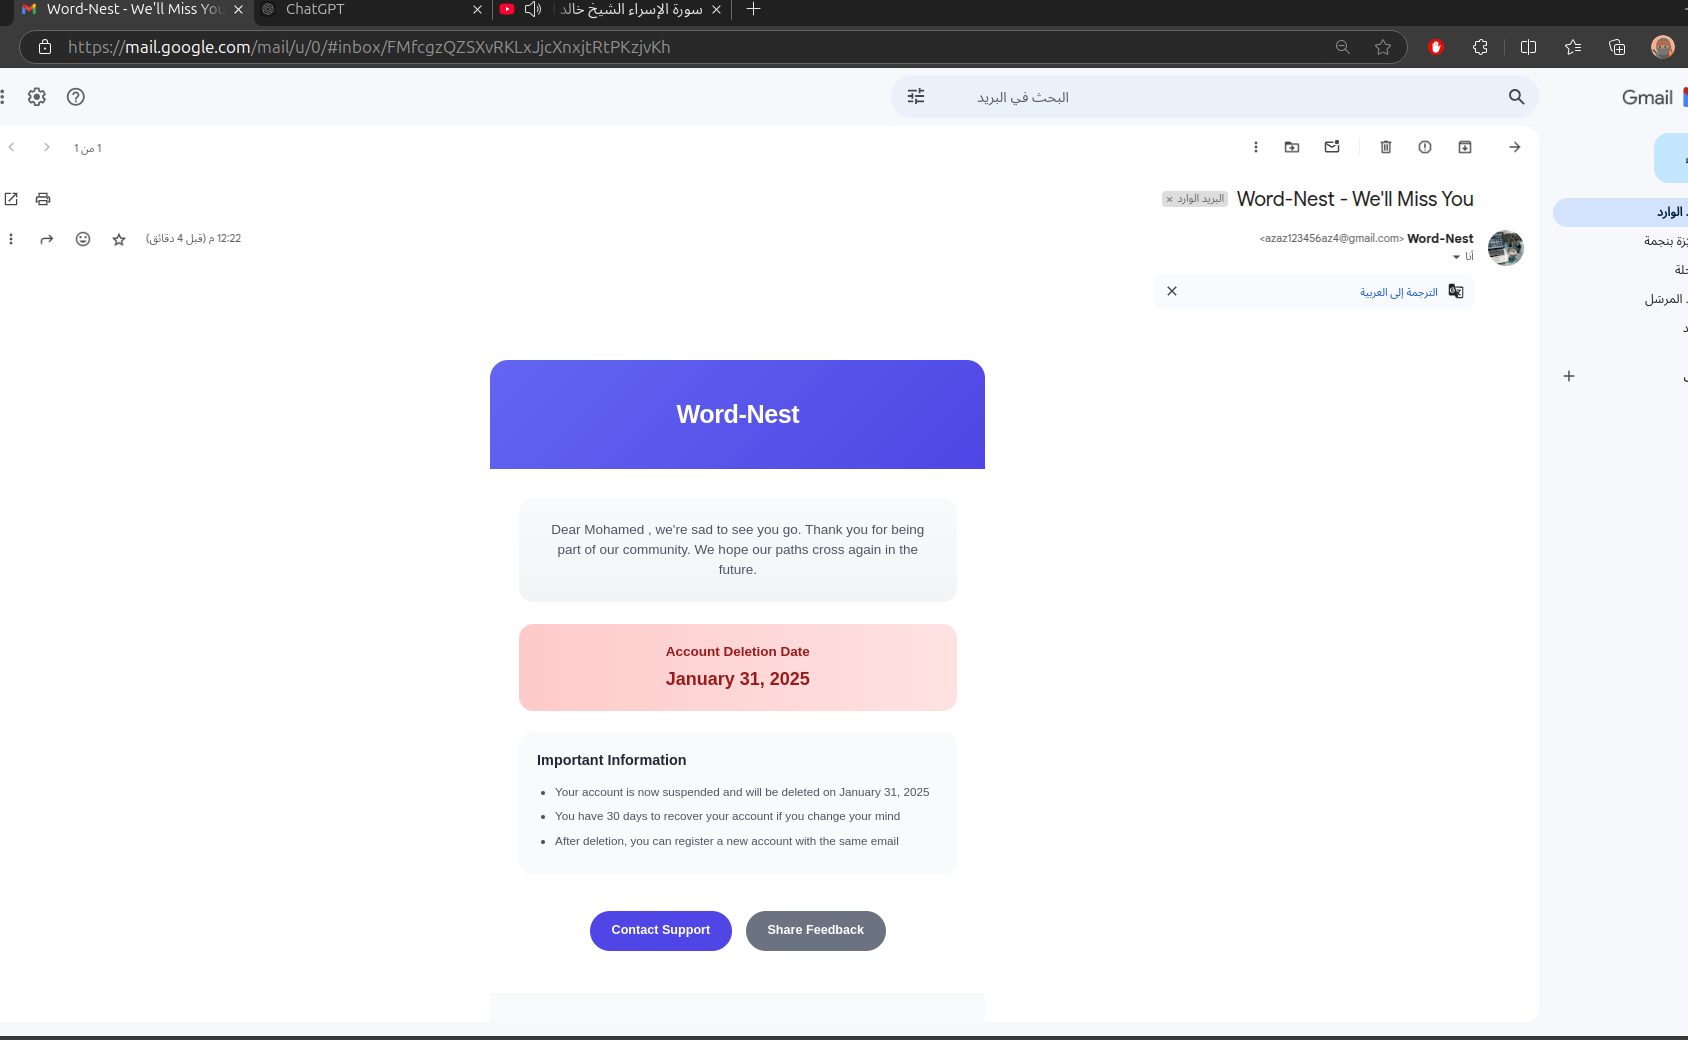 Word-Nest - We'll Miss You
ChatGPT
سورة الإسراء الشيخ خالد
https://mail.google.com/mail/u/0/#inbox/FMfcgzQZSXvRKLxJjcXnxjtRtPKzjvKh
البحث في البريد
Gmail
1 من 1
Word-Nest - We'll Miss You
البريد الوارد ×
12:22 م (قبل 4 دقائق)
Word-Nest <azaz123456az4@gmail.com>
أنا
الترجمة إلى العربية
الوارد
بنجمة
المرسَل
Word-Nest
Dear Mohamed , we're sad to see you go. Thank you for being
part of our community. We hope our paths cross again in the
future.
Account Deletion Date
January 31, 2025
Important Information
• Your account is now suspended and will be deleted on January 31, 2025
• You have 30 days to recover your account if you change your mind
• After deletion, you can register a new account with the same email
Contact Support
Share Feedback